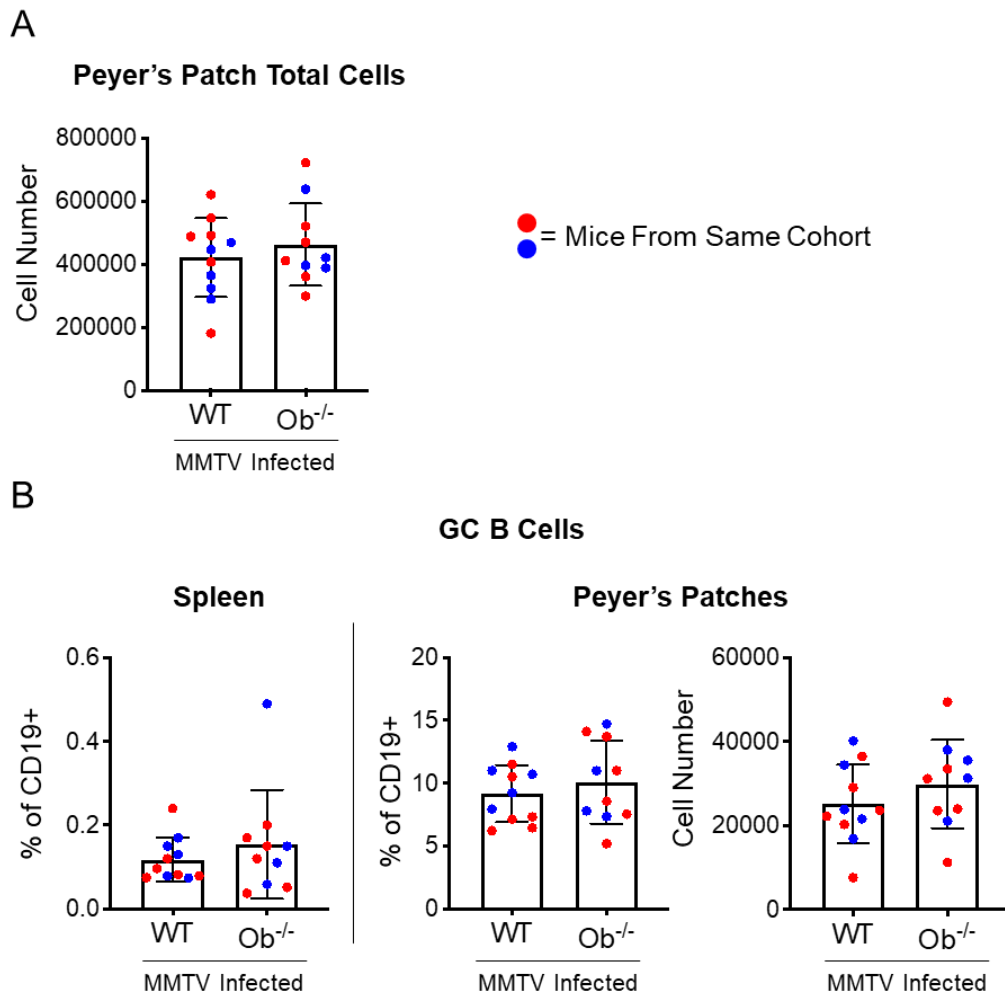 A
Peyer's Patch Total Cells
Cell Number
800000
600000
400000
200000
0
WT
Ob-/-
MMTV Infected
= Mice From Same Cohort
B
GC B Cells
Spleen
% of CD19+
0.6
0.4
0.2
0.0
WT
Ob-/-
MMTV Infected
Peyer's Patches
% of CD19+
20
15
10
5
0
WT
Ob-/-
MMTV Infected
Cell Number
60000
40000
20000
0
WT
Ob-/-
MMTV Infected